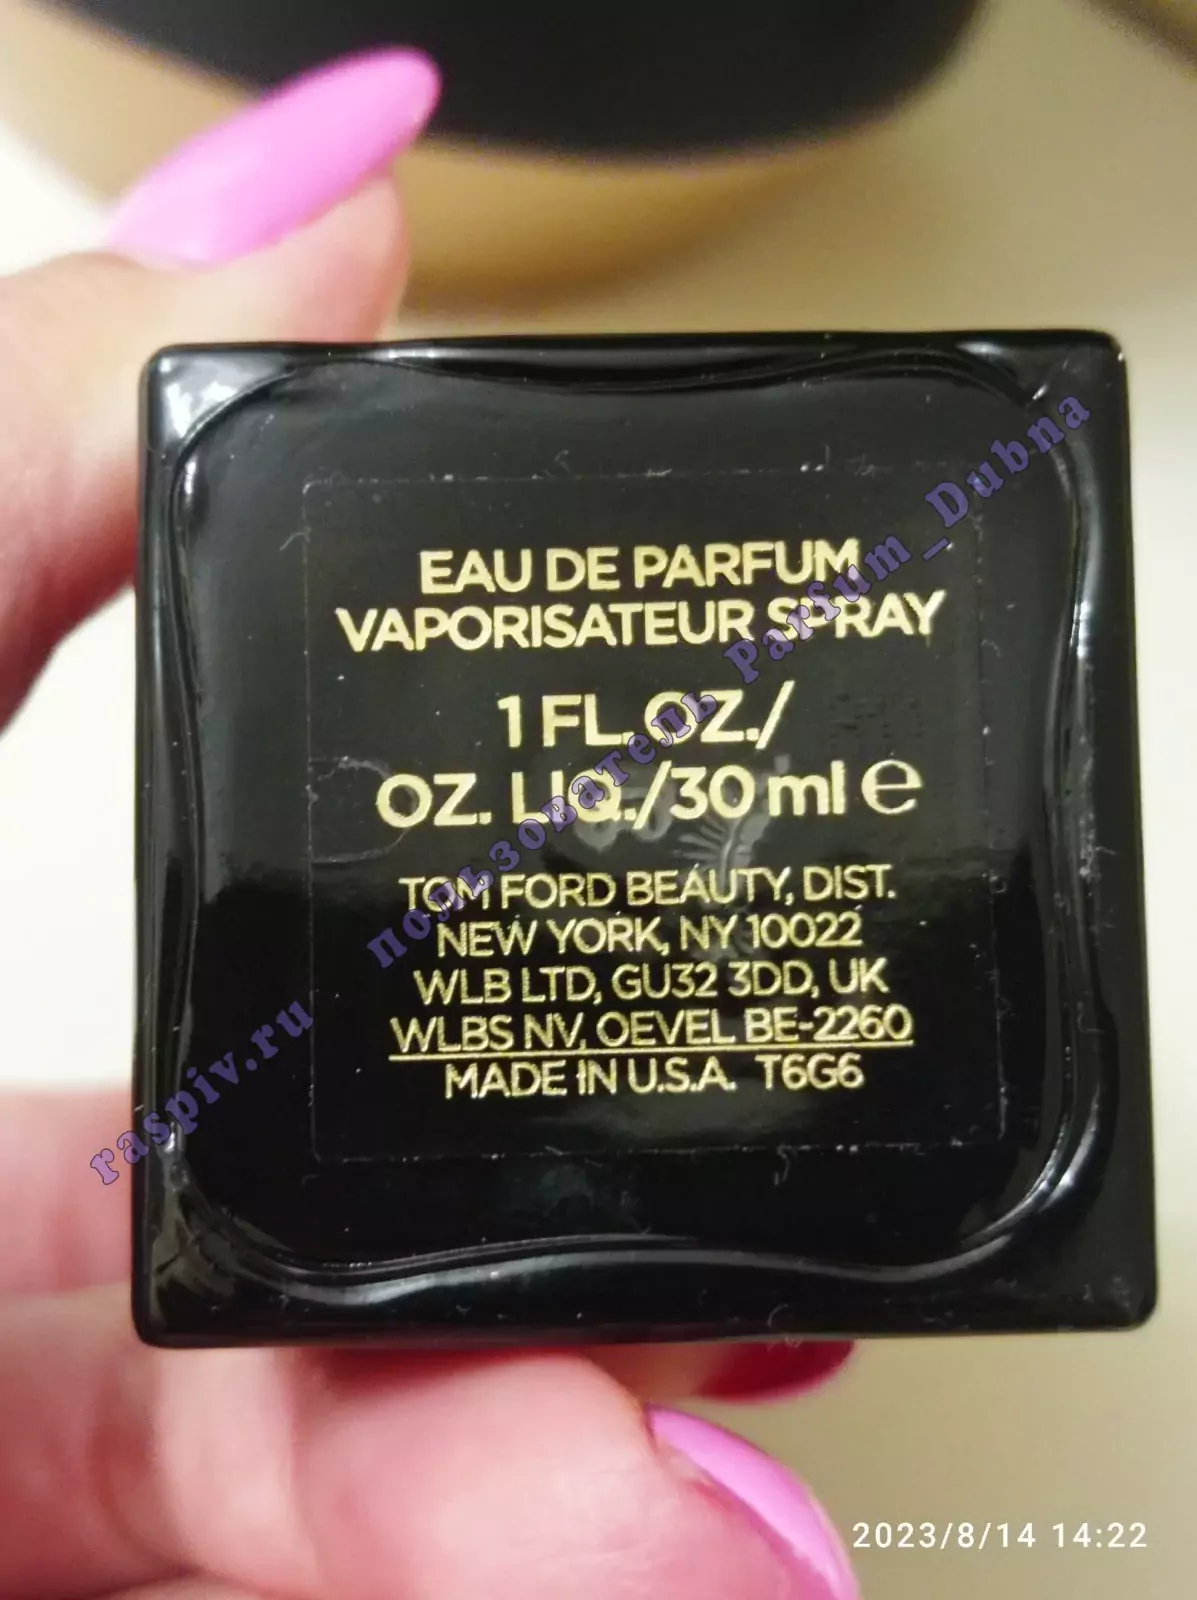 EAU DE PARFUM
VAPORISATEUR SPRAY
1 FL.OZ./
OZ. LIQ./30 ml e
TOM FORD BEAUTY, DIST.
NEW YORK, NY 10022
WLB LTD, GU32 3DD, UK
WLBS NV, OEVEL BE-2260
MADE IN U.S.A. T6G6
raspiv.ru пользователь Parfum_Dubna
2023/8/14 14:22